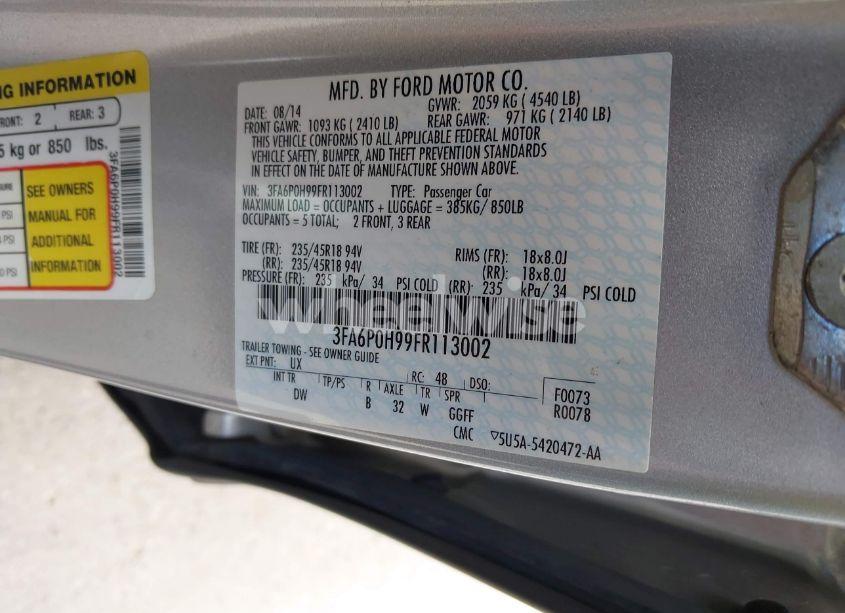 NG INFORMATION
FRONT: 2 REAR: 3
5 kg or 850 lbs.
SEE OWNERS
MANUAL FOR
ADDITIONAL
INFORMATION
PSI
PSI
PSI
3FA6P0H99FR113002
MFD. BY FORD MOTOR CO.
DATE: 08/14 GVWR: 2059 KG ( 4540 LB)
FRONT GAWR: 1093 KG ( 2410 LB) REAR GAWR: 971 KG ( 2140 LB)
THIS VEHICLE CONFORMS TO ALL APPLICABLE FEDERAL MOTOR
VEHICLE SAFETY, BUMPER, AND THEFT PREVENTION STANDARDS
IN EFFECT ON THE DATE OF MANUFACTURE SHOWN ABOVE.
VIN: 3FA6P0H99FR113002 TYPE: Passenger Car
MAXIMUM LOAD = OCCUPANTS + LUGGAGE = 385KG/ 850LB
OCCUPANTS = 5 TOTAL; 2 FRONT, 3 REAR
TIRE (FR): 235/45R18 94V RIMS (FR): 18x8.0J
(RR): 235/45R18 94V (RR): 18x8.0J
PRESSURE (FR): 235 kPa/ 34 PSI COLD (RR): 235 kPa/ 34 PSI COLD
wheelwise
3FA6P0H99FR113002
TRAILER TOWING - SEE OWNER GUIDE
EXT PNT: UX RC: 48 DSO: F0073
INT TR TP/PS R AXLE TR SPR R0078
DW B 32 W GGFF
CMC ▽5U5A-5420472-AA